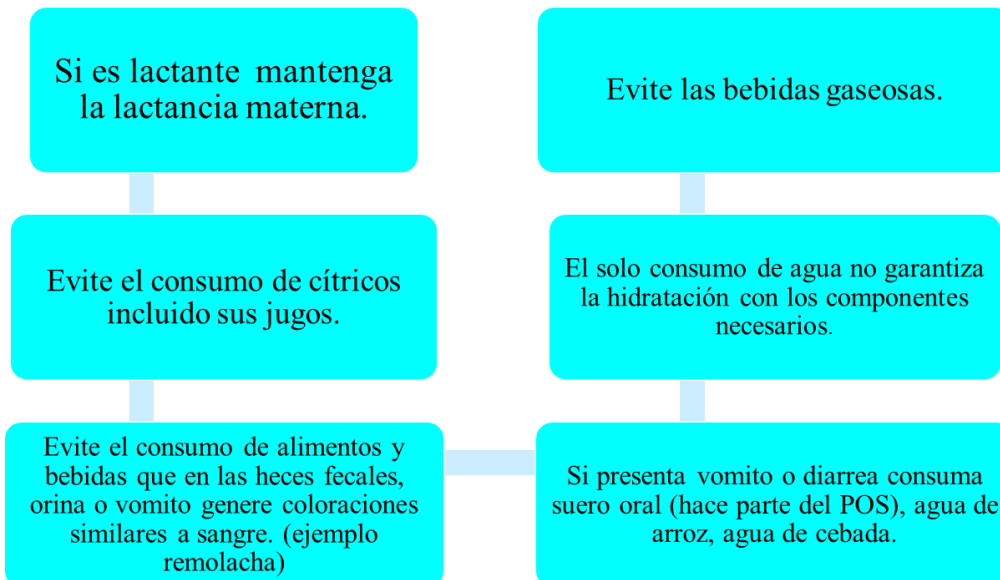 Si es lactante mantenga
la lactancia materna.
Evite el consumo de cítricos
incluido sus jugos.
Evite el consumo de alimentos y
bebidas que en las heces fecales,
orina o vomito genere coloraciones
similares a sangre. (ejemplo
remolacha)
Si presenta vomito o diarrea consuma
suero oral (hace parte del POS), agua de
arroz, agua de cebada.
El solo consumo de agua no garantiza
la hidratación con los componentes
necesarios.
Evite las bebidas gaseosas.